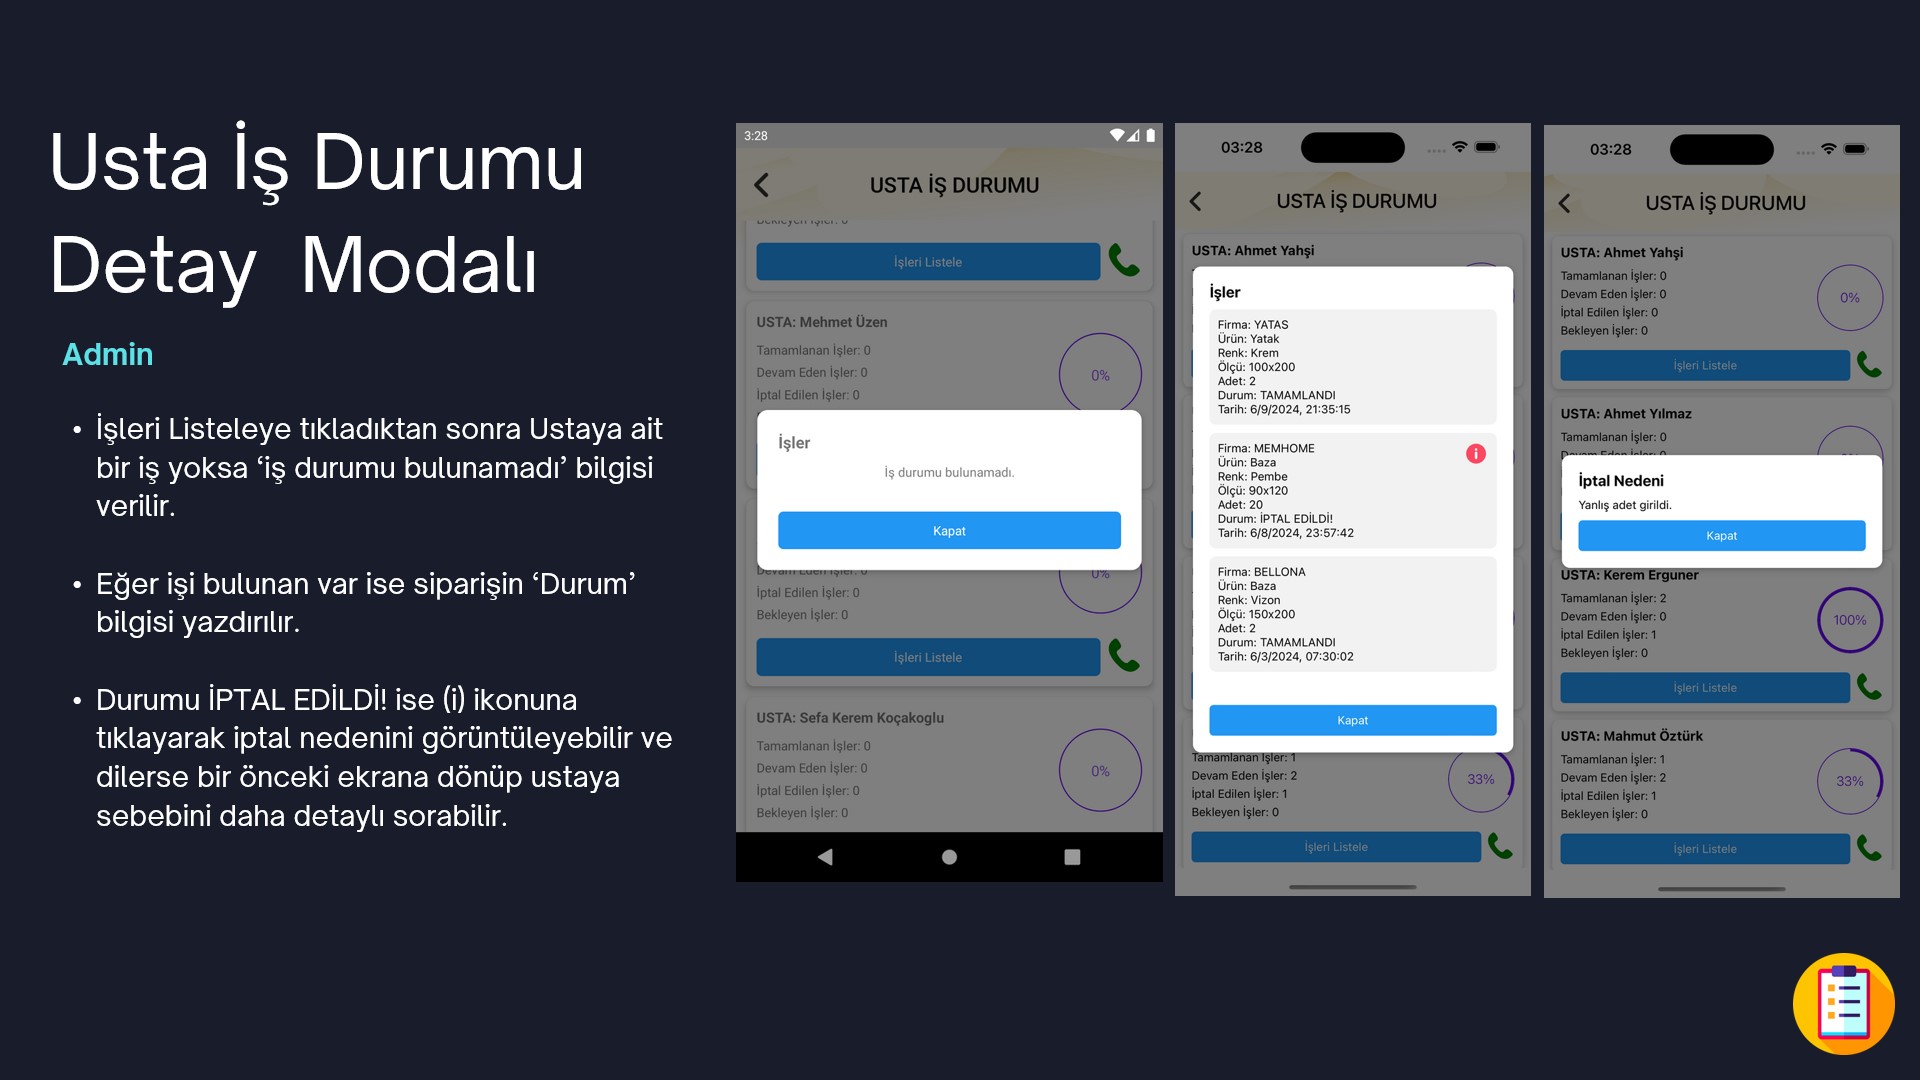 Usta İş Durumu
Detay Modalı
Admin
• İşleri Listeleye tıkladıktan sonra Ustaya ait
bir iş yoksa ‘iş durumu bulunamadı’ bilgisi
verilir.
• Eğer işi bulunan var ise siparişin ‘Durum’
bilgisi yazdırılır.
• Durumu İPTAL EDİLDİ! ise (i) ikonuna
tıklayarak iptal nedenini görüntüleyebilir ve
dilerse bir önceki ekrana dönüp ustaya
sebebini daha detaylı sorabilir.
3:28
USTA İŞ DURUMU
Bekleyen İşler: 0
İşleri Listele
USTA: Mehmet Üzen
Tamamlanan İşler: 0
Devam Eden İşler: 0
İptal Edilen İşler: 0
0%
İşler
İş durumu bulunamadı.
Kapat
Devam Eden İşler: 0
İptal Edilen İşler: 0
Bekleyen İşler: 0
0%
İşleri Listele
USTA: Sefa Kerem Koçakoglu
Tamamlanan İşler: 0
Devam Eden İşler: 0
İptal Edilen İşler: 0
Bekleyen İşler: 0
0%
03:28
USTA İŞ DURUMU
USTA: Ahmet Yahşi
İşler
Firma: YATAS
Ürün: Yatak
Renk: Krem
Ölçü: 100x200
Adet: 2
Durum: TAMAMLANDI
Tarih: 6/9/2024, 21:35:15
Firma: MEMHOME
Ürün: Baza
Renk: Pembe
Ölçü: 90x120
Adet: 20
Durum: İPTAL EDİLDİ!
Tarih: 6/8/2024, 23:57:42
i
Firma: BELLONA
Ürün: Baza
Renk: Vizon
Ölçü: 150x200
Adet: 2
Durum: TAMAMLANDI
Tarih: 6/3/2024, 07:30:02
Kapat
Tamamlanan İşler: 1
Devam Eden İşler: 2
İptal Edilen İşler: 1
Bekleyen İşler: 0
33%
İşleri Listele
03:28
USTA İŞ DURUMU
USTA: Ahmet Yahşi
Tamamlanan İşler: 0
Devam Eden İşler: 0
İptal Edilen İşler: 0
Bekleyen İşler: 0
0%
İşleri Listele
USTA: Ahmet Yılmaz
Tamamlanan İşler: 0
Devam Eden İşler: 0
İptal Nedeni
Yanlış adet girildi.
Kapat
USTA: Kerem Erguner
Tamamlanan İşler: 2
Devam Eden İşler: 0
İptal Edilen İşler: 1
Bekleyen İşler: 0
100%
İşleri Listele
USTA: Mahmut Öztürk
Tamamlanan İşler: 1
Devam Eden İşler: 2
İptal Edilen İşler: 1
Bekleyen İşler: 0
33%
İşleri Listele